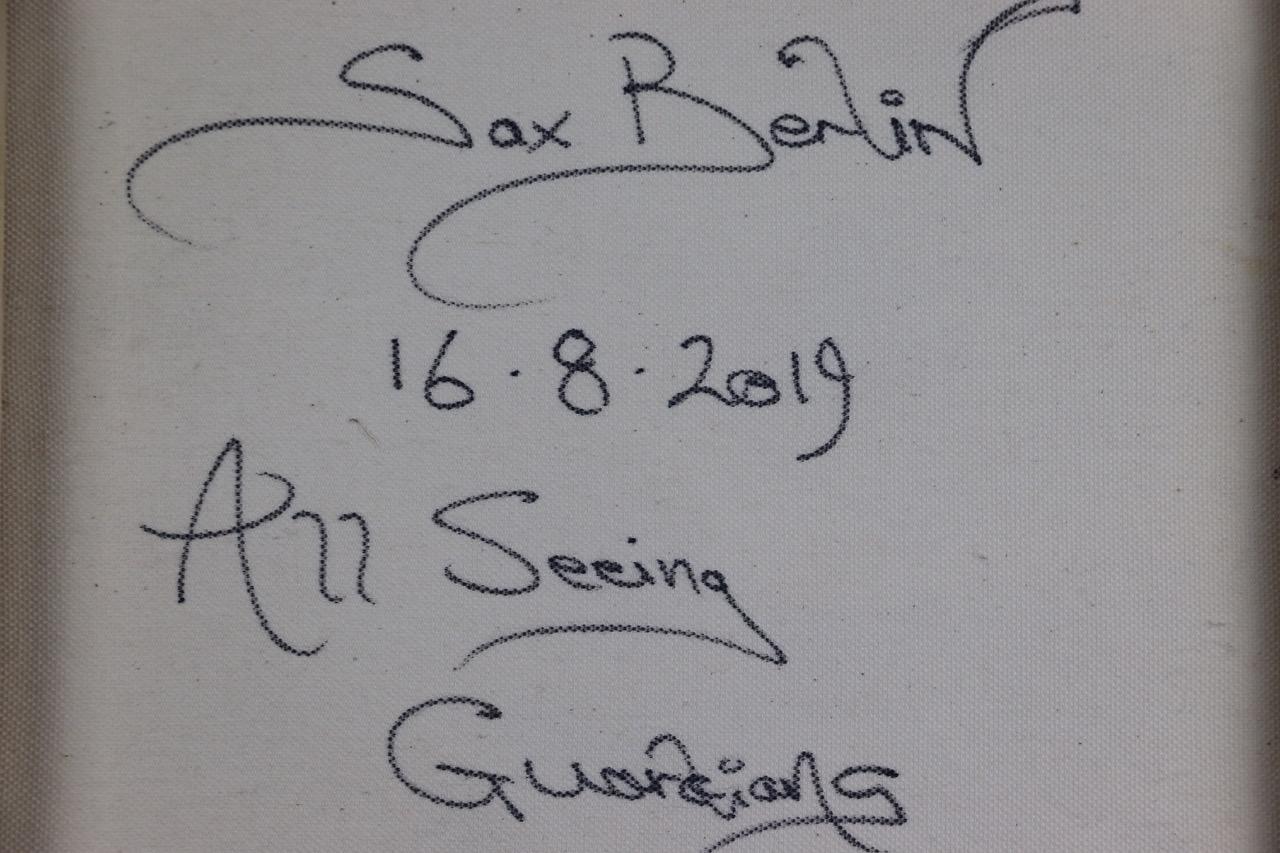 Sax Berlin
16.8.2019
All Seeing
Guardians